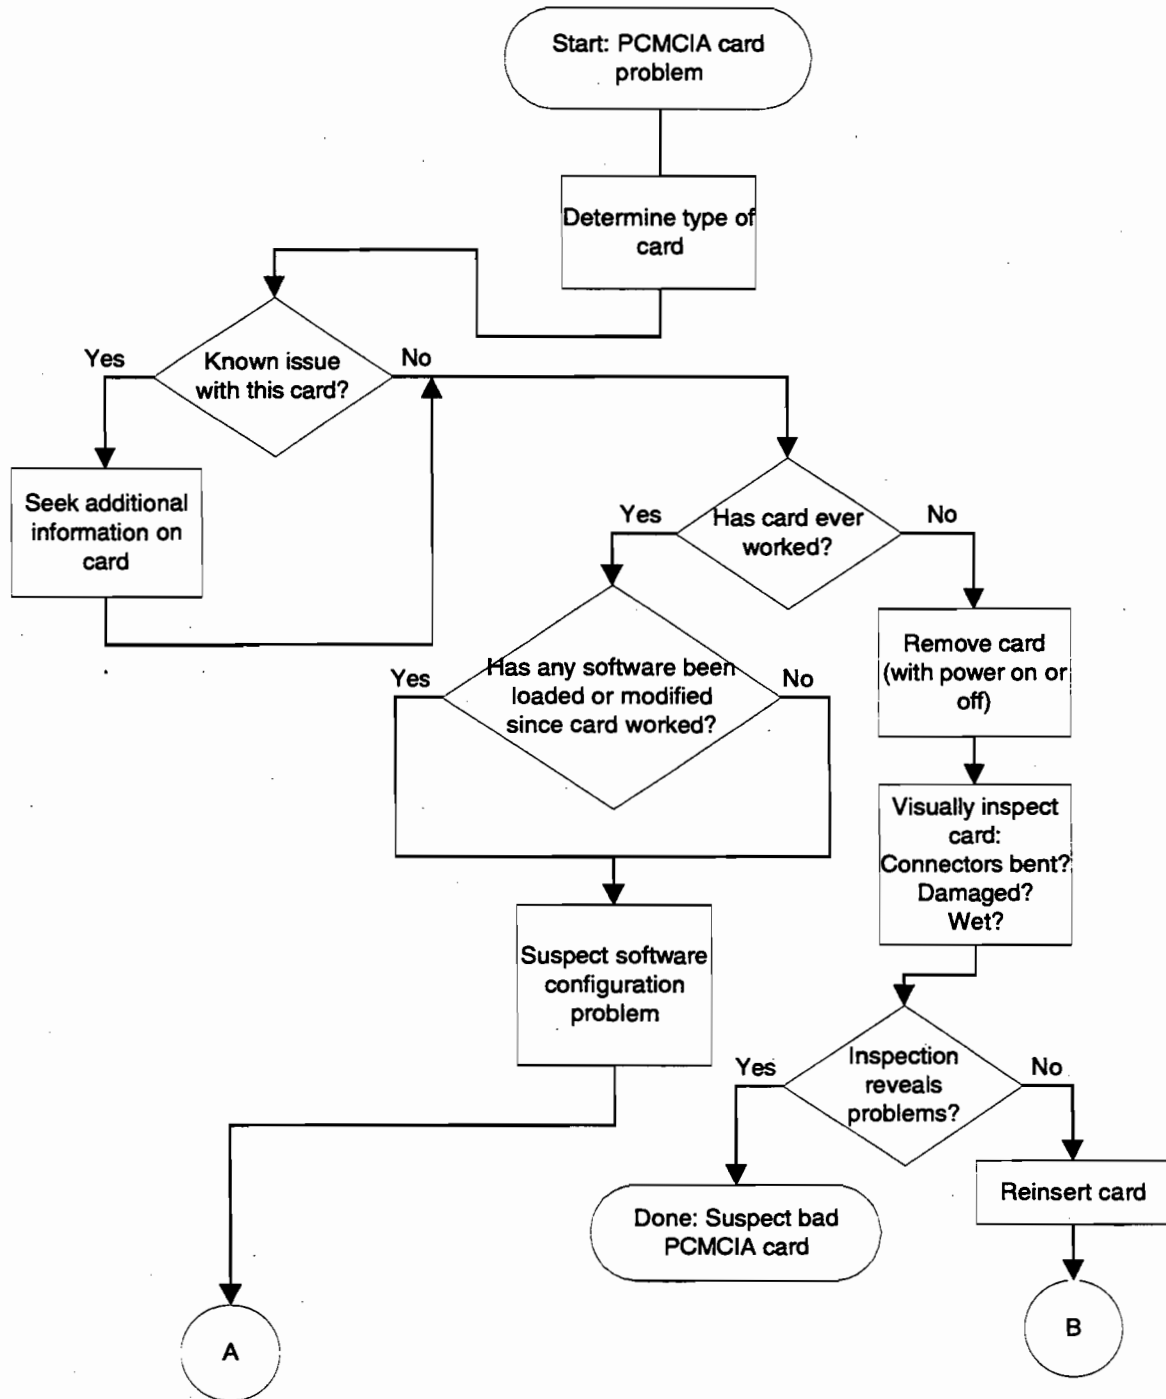 Start: PCMCIA card
problem
Determine type of
card
Yes
Known issue
with this card?
No
Seek additional
information on
card
Yes
Has card ever
worked?
No
Remove card
(with power on or
off)
Yes
Has any software been
loaded or modified
since card worked?
No
Visually inspect
card:
Connectors bent?
Damaged?
Wet?
Suspect software
configuration
problem
Yes
Inspection
reveals
problems?
No
Done: Suspect bad
PCMCIA card
Reinsert card
A
B